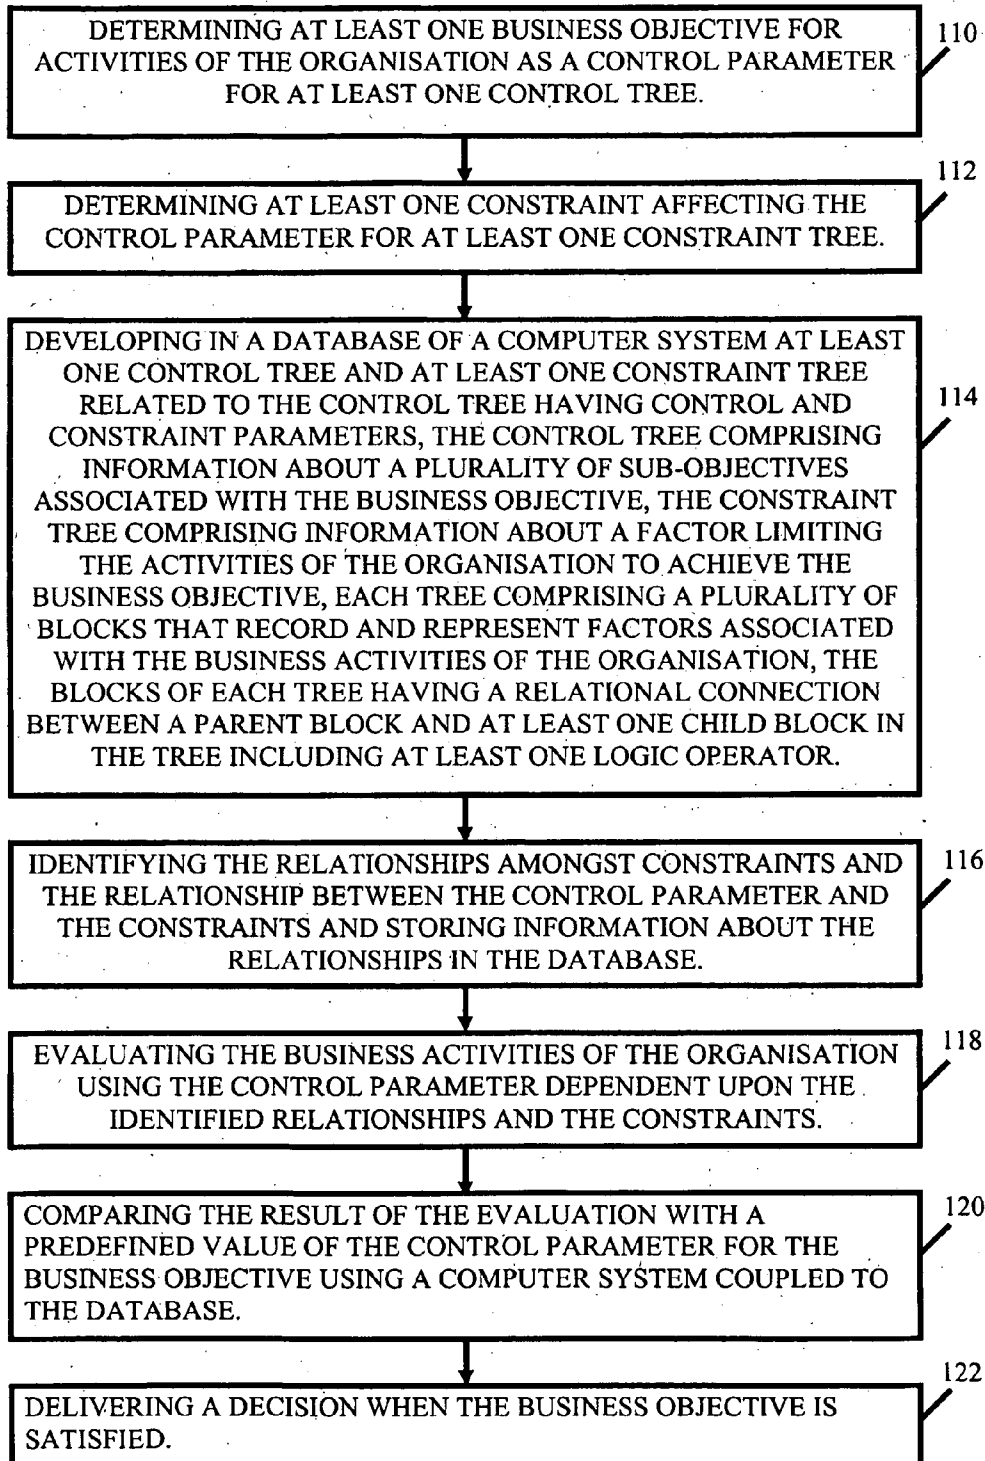 DETERMINING AT LEAST ONE BUSINESS OBJECTIVE FOR
ACTIVITIES OF THE ORGANISATION AS A CONTROL PARAMETER
FOR AT LEAST ONE CONTROL TREE.
110
DETERMINING AT LEAST ONE CONSTRAINT AFFECTING THE
CONTROL PARAMETER FOR AT LEAST ONE CONSTRAINT TREE.
112
DEVELOPING IN A DATABASE OF A COMPUTER SYSTEM AT LEAST
ONE CONTROL TREE AND AT LEAST ONE CONSTRAINT TREE
RELATED TO THE CONTROL TREE HAVING CONTROL AND
CONSTRAINT PARAMETERS, THE CONTROL TREE COMPRISING
INFORMATION ABOUT A PLURALITY OF SUB-OBJECTIVES
ASSOCIATED WITH THE BUSINESS OBJECTIVE, THE CONSTRAINT
TREE COMPRISING INFORMATION ABOUT A FACTOR LIMITING
THE ACTIVITIES OF THE ORGANISATION TO ACHIEVE THE
BUSINESS OBJECTIVE, EACH TREE COMPRISING A PLURALITY OF
BLOCKS THAT RECORD AND REPRESENT FACTORS ASSOCIATED
WITH THE BUSINESS ACTIVITIES OF THE ORGANISATION, THE
BLOCKS OF EACH TREE HAVING A RELATIONAL CONNECTION
BETWEEN A PARENT BLOCK AND AT LEAST ONE CHILD BLOCK IN
THE TREE INCLUDING AT LEAST ONE LOGIC OPERATOR.
114
IDENTIFYING THE RELATIONSHIPS AMONGST CONSTRAINTS AND
THE RELATIONSHIP BETWEEN THE CONTROL PARAMETER AND
THE CONSTRAINTS AND STORING INFORMATION ABOUT THE
RELATIONSHIPS IN THE DATABASE.
116
EVALUATING THE BUSINESS ACTIVITIES OF THE ORGANISATION
USING THE CONTROL PARAMETER DEPENDENT UPON THE
IDENTIFIED RELATIONSHIPS AND THE CONSTRAINTS.
118
COMPARING THE RESULT OF THE EVALUATION WITH A
PREDEFINED VALUE OF THE CONTROL PARAMETER FOR THE
BUSINESS OBJECTIVE USING A COMPUTER SYSTEM COUPLED TO
THE DATABASE.
120
DELIVERING A DECISION WHEN THE BUSINESS OBJECTIVE IS
SATISFIED.
122